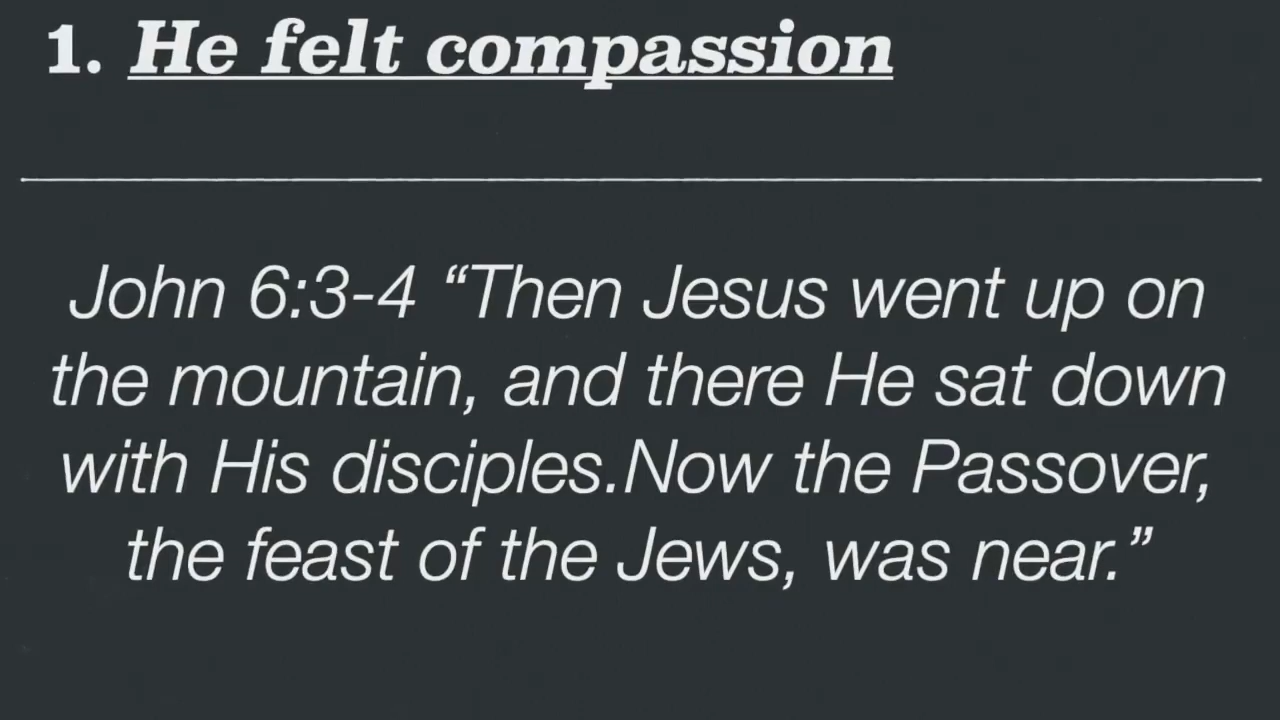 1. He felt compassion
John 6:3-4 “Then Jesus went up on
the mountain, and there He sat down
with His disciples.Now the Passover,
the feast of the Jews, was near.”